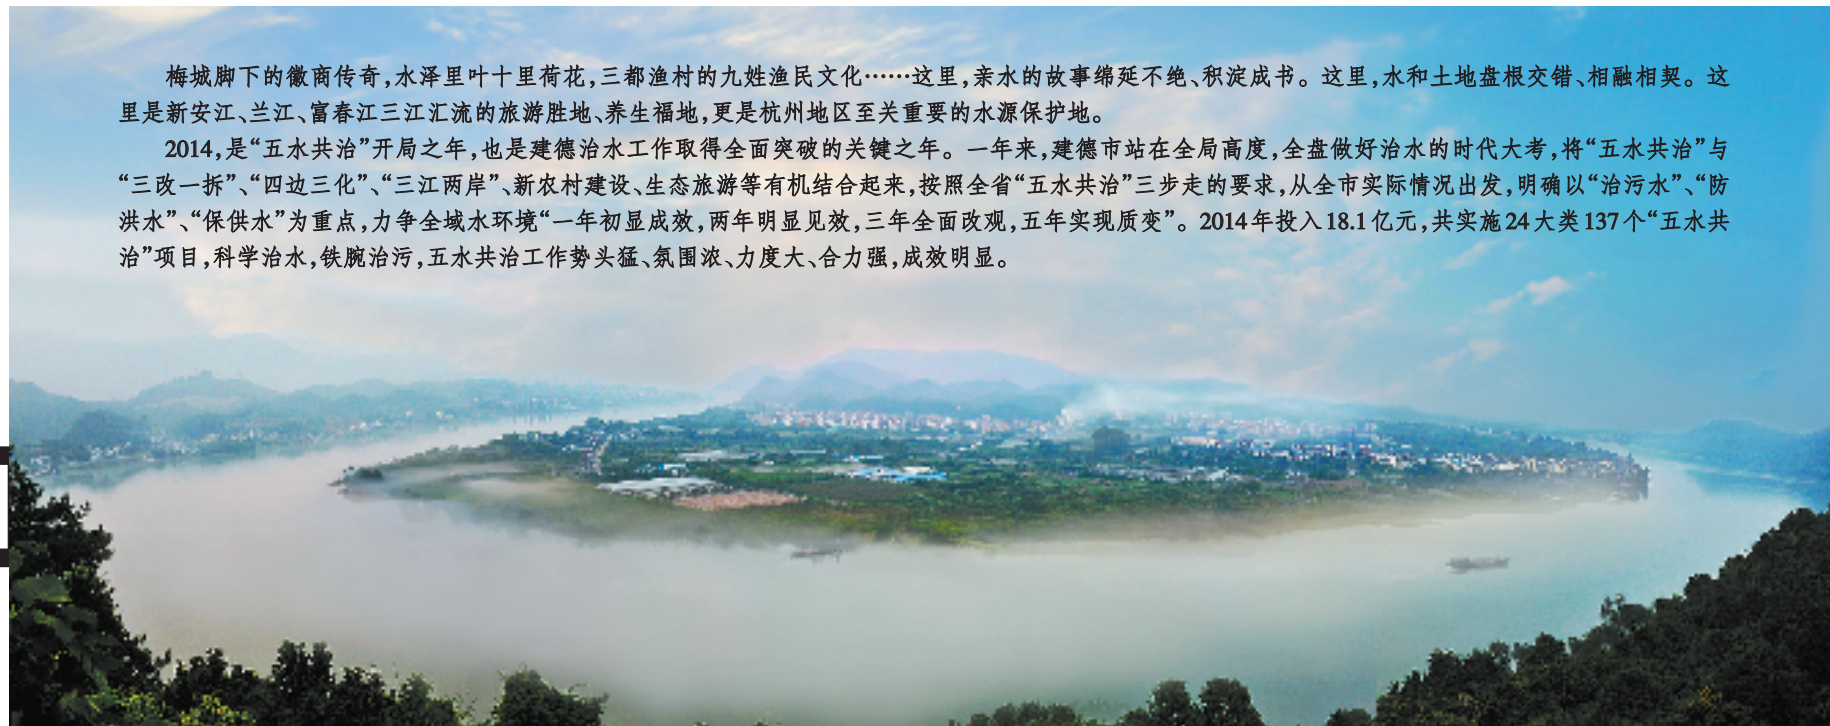 梅城脚下的徽商传奇,水泽里叶十里荷花,三都渔村的九姓渔民文化……这里,亲水的故事绵延不绝、积淀成书。这里,水和土地盘根交错、相融相契。这
里是新安江、兰江、富春江三江汇流的旅游胜地、养生福地,更是杭州地区至关重要的水源保护地。
2014,是“五水共治”开局之年,也是建德治水工作取得全面突破的关键之年。一年来,建德市站在全局高度,全盘做好治水的时代大考,将“五水共治”与
“三改一拆”、“四边三化”、“三江两岸”、新农村建设、生态旅游等有机结合起来,按照全省“五水共治”三步走的要求,从全市实际情况出发,明确以“治污水”、“防
洪水”、“保供水”为重点,力争全域水环境“一年初显成效,两年明显见效,三年全面改观,五年实现质变”。2014年投入18.1亿元,共实施24大类137个“五水共
治”项目,科学治水,铁腕治污,五水共治工作势头猛、氛围浓、力度大、合力强,成效明显。